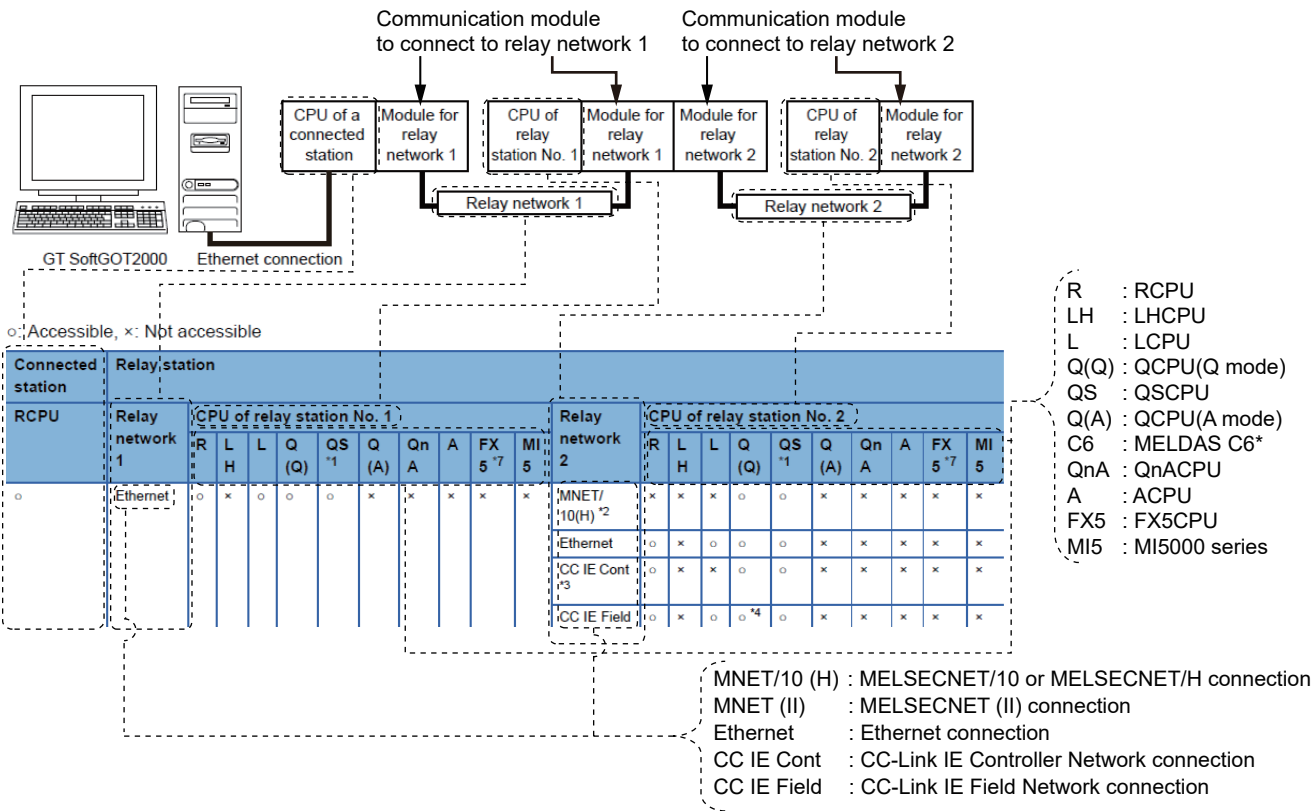 Communication module
to connect to relay network 1
Communication module
to connect to relay network 2
CPU of a
connected
station
Module for
relay
network 1
CPU of
relay
station No. 1
Module for
relay
network 1
Module for
relay
network 2
CPU of
relay
station No. 2
Module for
relay
network 2
Relay network 1
Relay network 2
GT SoftGOT2000
Ethernet connection
○: Accessible, ×: Not accessible
Connected
station
Relay station
RCPU
Relay
network
1
CPU of relay station No. 1
Relay
network
2
CPU of relay station No. 2
R L H L Q (Q) QS *1 Q (A) Qn A A FX 5 *7 MI 5
R L H L Q (Q) QS *1 Q (A) Qn A A FX 5 *7 MI 5
○ Ethernet ○ × ○ ○ ○ × × × × ×
MNET/
10(H) *2 × × × ○ ○ × × × × ×
Ethernet ○ × ○ ○ ○ × × × × ×
CC IE Cont
*3 ○ × × ○ ○ × × × × ×
CC IE Field ○ × ○ ○ *4 ○ × × × × ×
R : RCPU
LH : LHCPU
L : LCPU
Q(Q) : QCPU(Q mode)
QS : QSCPU
Q(A) : QCPU(A mode)
C6 : MELDAS C6*
QnA : QnACPU
A : ACPU
FX5 : FX5CPU
MI5 : MI5000 series
MNET/10 (H) : MELSECNET/10 or MELSECNET/H connection
MNET (II) : MELSECNET (II) connection
Ethernet : Ethernet connection
CC IE Cont : CC-Link IE Controller Network connection
CC IE Field : CC-Link IE Field Network connection